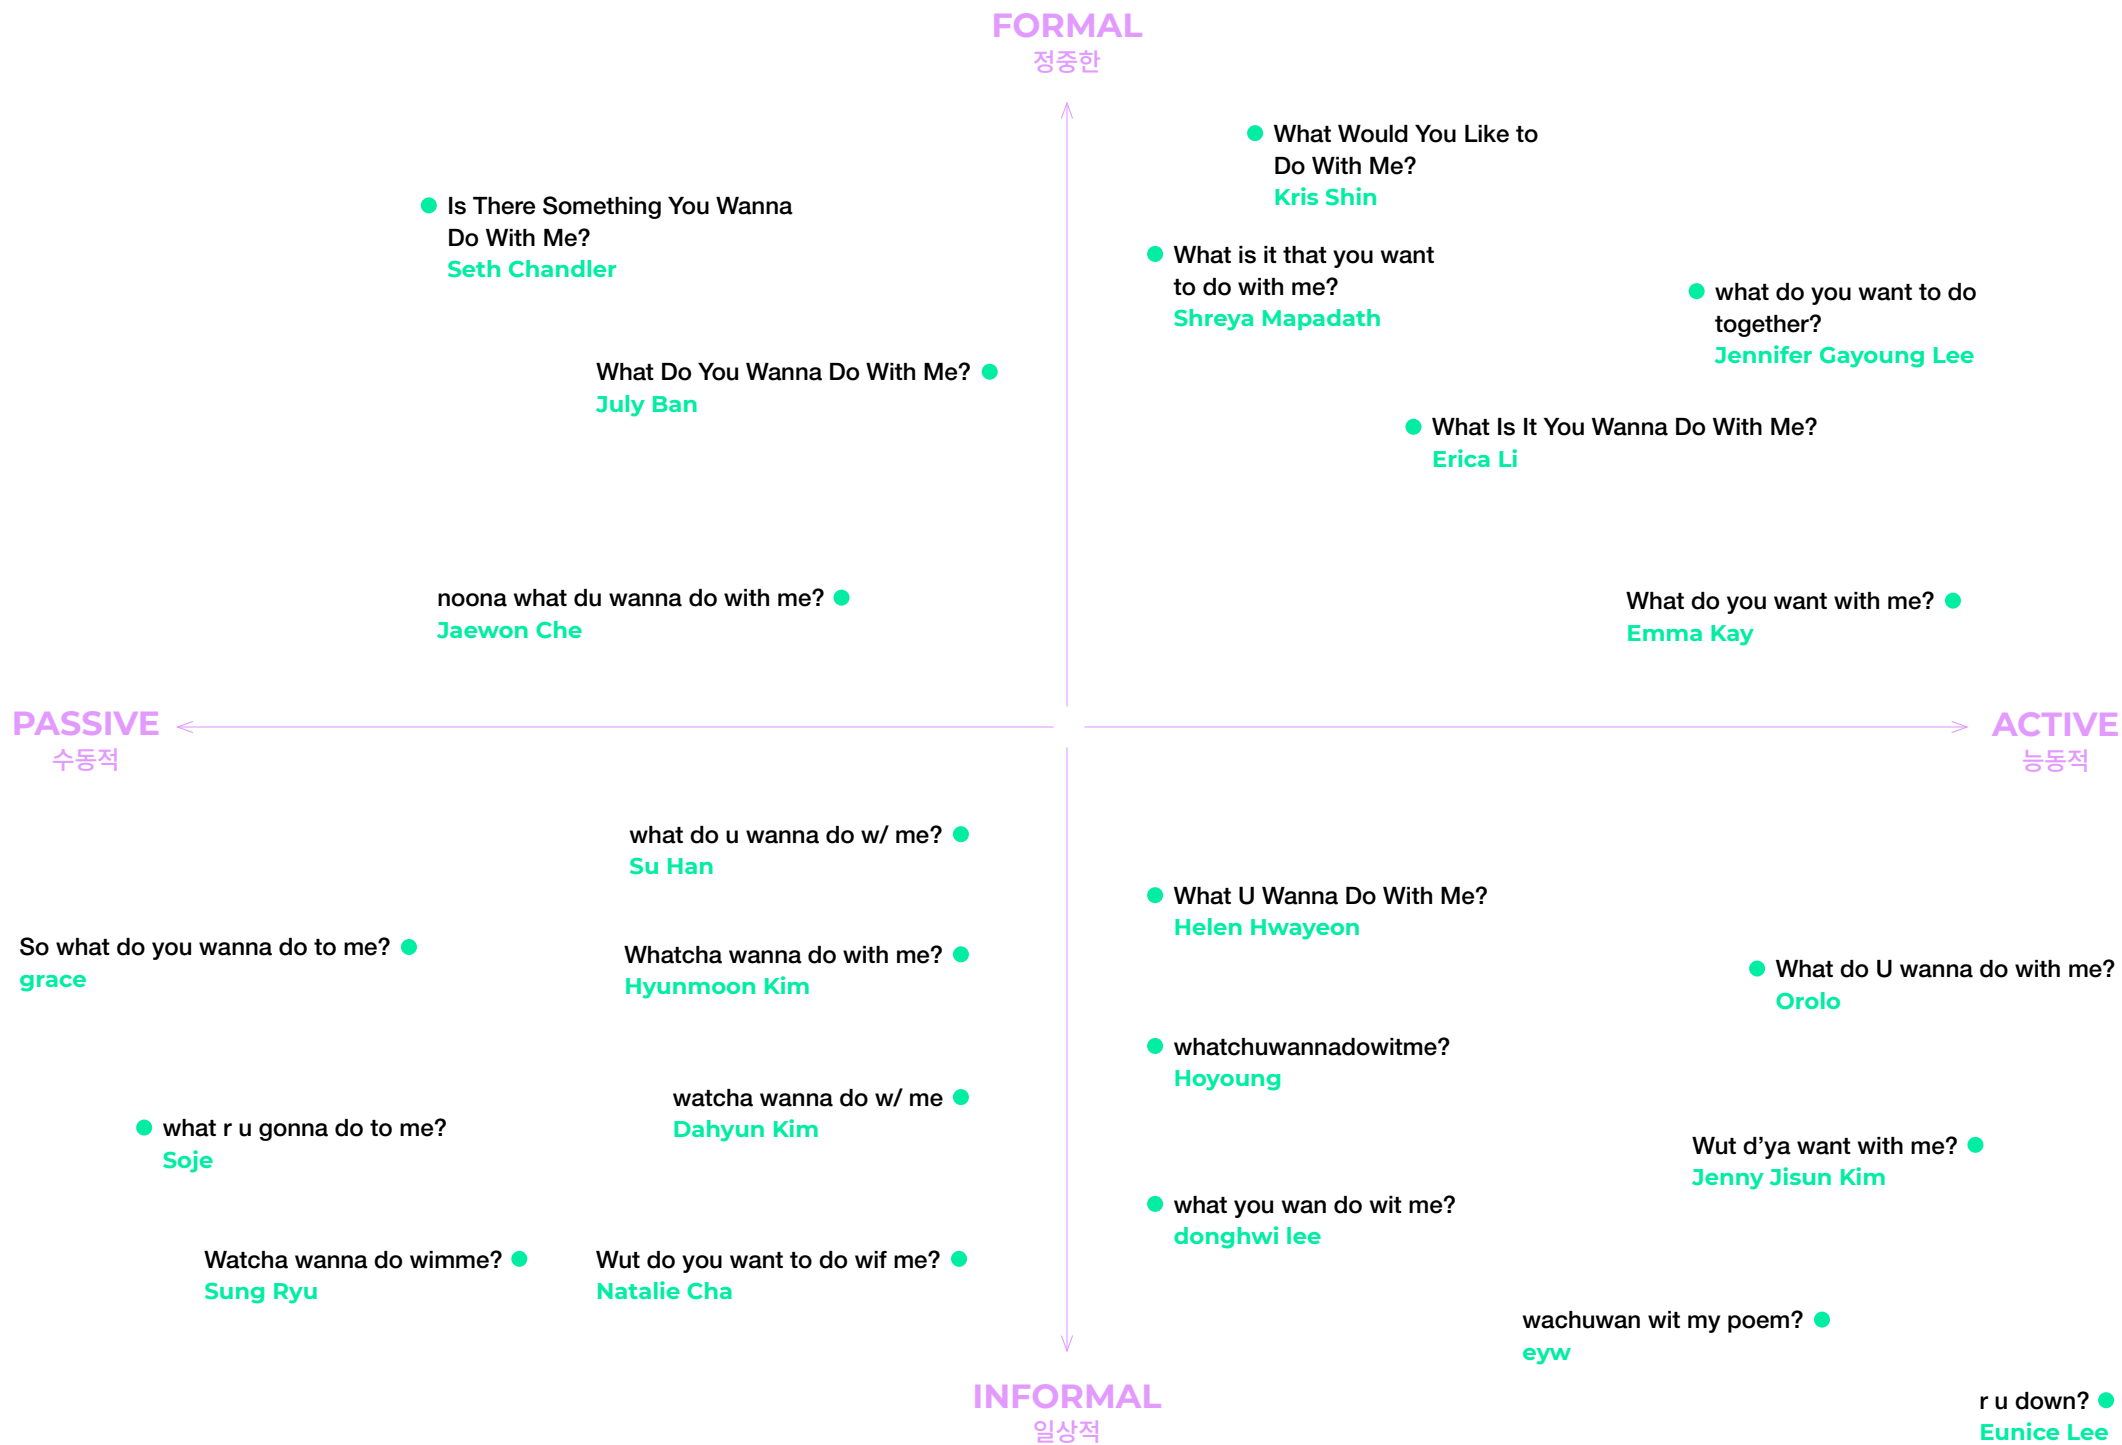 FORMAL
정중한
What Would You Like to
Do With Me?
Kris Shin
Is There Something You Wanna
Do With Me?
Seth Chandler
What is it that you want
to do with me?
Shreya Mapadath
what do you want to do
together?
Jennifer Gayoung Lee
What Do You Wanna Do With Me?
July Ban
What Is It You Wanna Do With Me?
Erica Li
noona what du wanna do with me?
Jaewon Che
What do you want with me?
Emma Kay
PASSIVE
수동적
ACTIVE
능동적
what do u wanna do w/ me?
Su Han
What U Wanna Do With Me?
Helen Hwayeon
So what do you wanna do to me?
grace
Whatcha wanna do with me?
Hyunmoon Kim
What do U wanna do with me?
Orolo
whatchuwannadowitme?
Hoyoung
watcha wanna do w/ me
Dahyun Kim
what r u gonna do to me?
Soje
Wut d’ya want with me?
Jenny Jisun Kim
what you wan do wit me?
donghwi lee
Watcha wanna do wimme?
Sung Ryu
Wut do you want to do wif me?
Natalie Cha
wachuwan wit my poem?
eyw
r u down?
Eunice Lee
INFORMAL
일상적